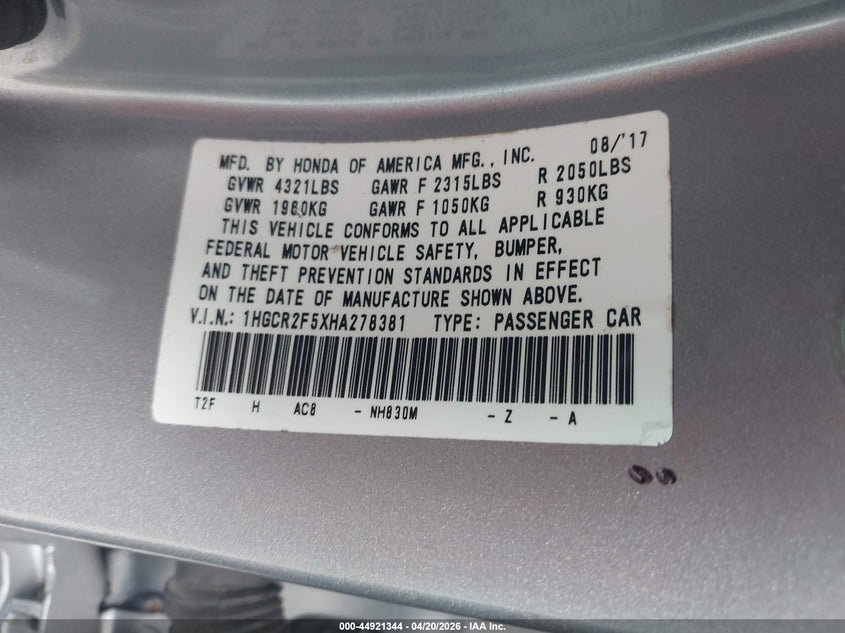 MFD. BY HONDA OF AMERICA MFG., INC. 08/'17
GVWR 4321LBS GAWR F 2315LBS R 2050LBS
GVWR 1960KG GAWR F 1050KG R 930KG
THIS VEHICLE CONFORMS TO ALL APPLICABLE
FEDERAL MOTOR VEHICLE SAFETY, BUMPER,
AND THEFT PREVENTION STANDARDS IN EFFECT
ON THE DATE OF MANUFACTURE SHOWN ABOVE.
V.I.N.: 1HGCR2F5XHA278381 TYPE: PASSENGER CAR
T2F H AC8 - NH830M - Z - A
000-44921344 | 04/20/2026 | IAA Inc.